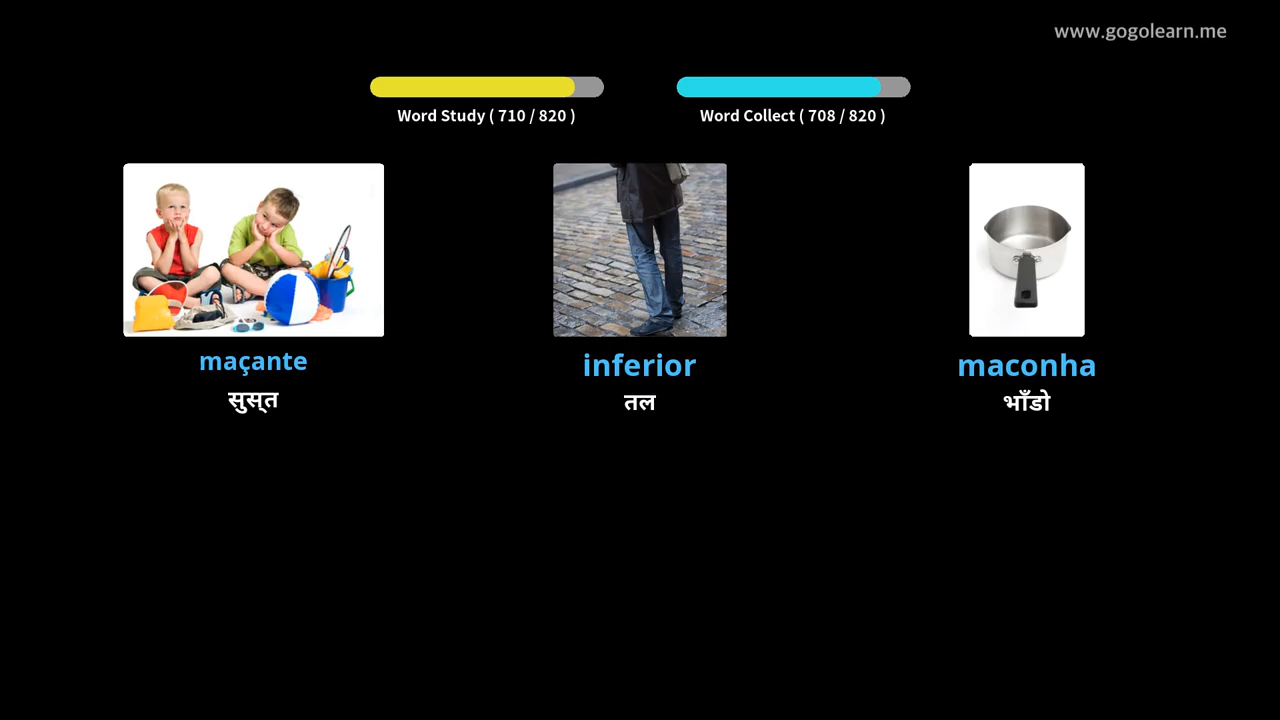 www.gogolearn.me
Word Study ( 710 / 820 )
Word Collect ( 708 / 820 )
maçante
inferior
maconha
सुस्त
तल
भाँडो